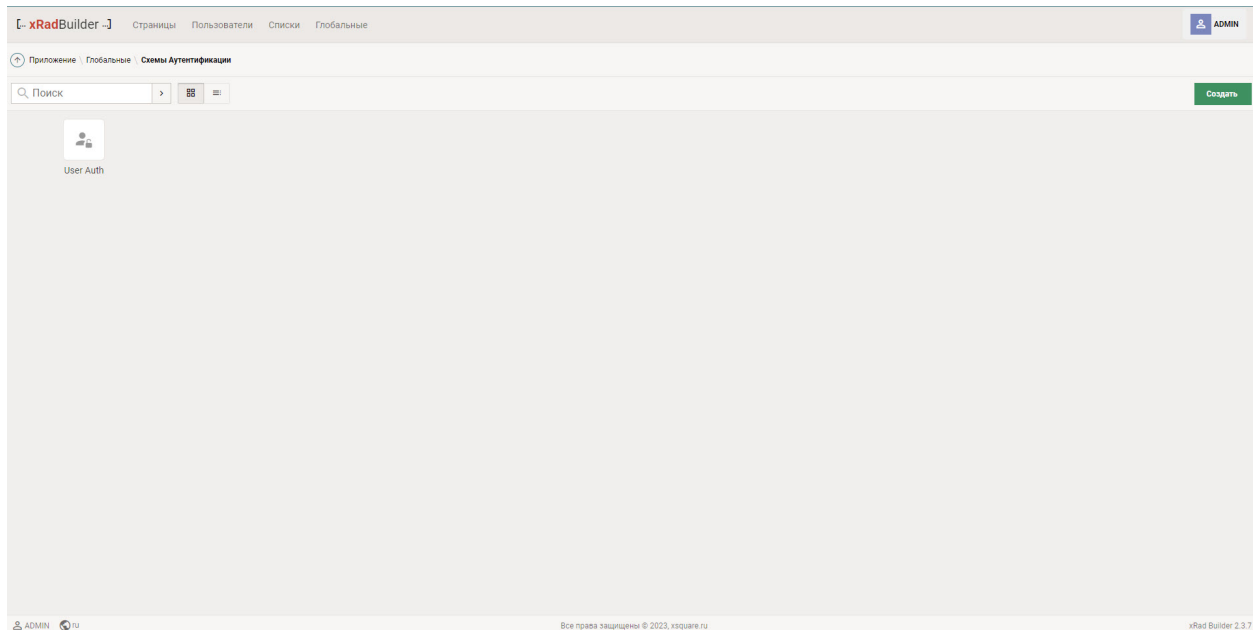 [... xRadBuilder ...] Страницы Пользователи Списки Глобальные ADMIN
Приложение \ Глобальные \ Схемы Аутентификации
Поиск > Создать
User Auth
ADMIN ru Все права защищены © 2023, xsquare.ru xRad Builder 2.3.7